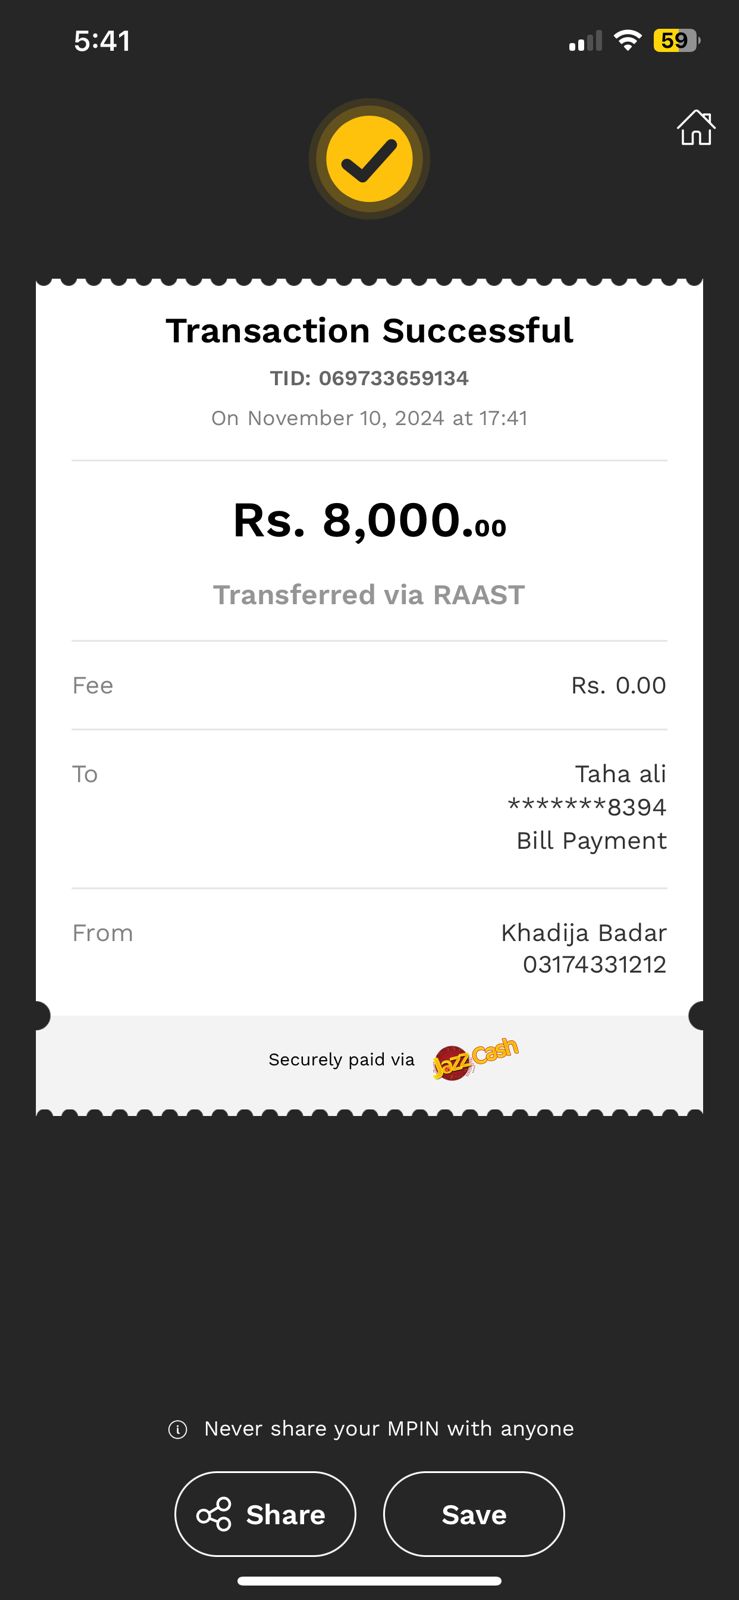 5:41
59
Transaction Successful
TID: 069733659134
On November 10, 2024 at 17:41
Rs. 8,000.00
Transferred via RAAST
Fee Rs. 0.00
To Taha ali
*******8394
Bill Payment
From Khadija Badar
03174331212
Securely paid via JazzCash
Never share your MPIN with anyone
Share Save